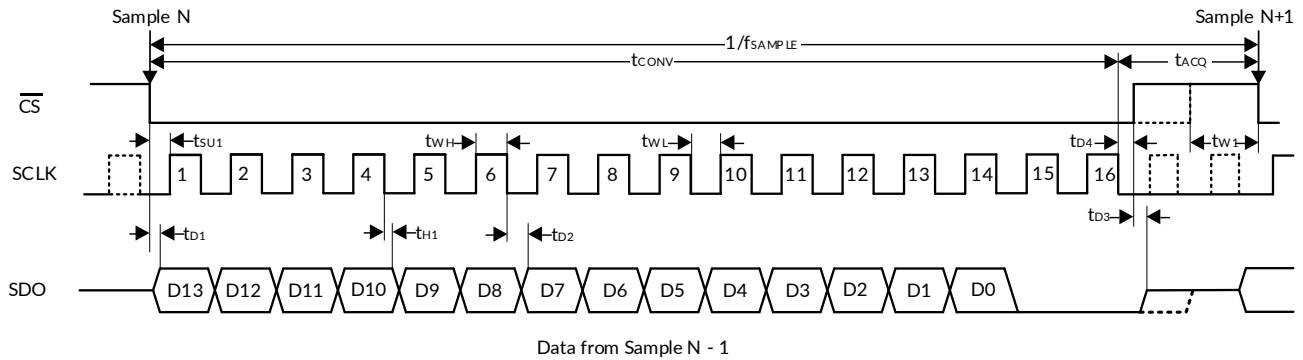 Sample N
Sample N+1
1/fSAMPLE
tCONV
tACQ
CS
tSU1
tWH
tWL
tD4
tW1
SCLK
1 2 3 4 5 6 7 8 9 10 11 12 13 14 15 16
tD3
tD1
tH1
tD2
SDO
D13 D12 D11 D10 D9 D8 D7 D6 D5 D4 D3 D2 D1 D0
Data from Sample N - 1